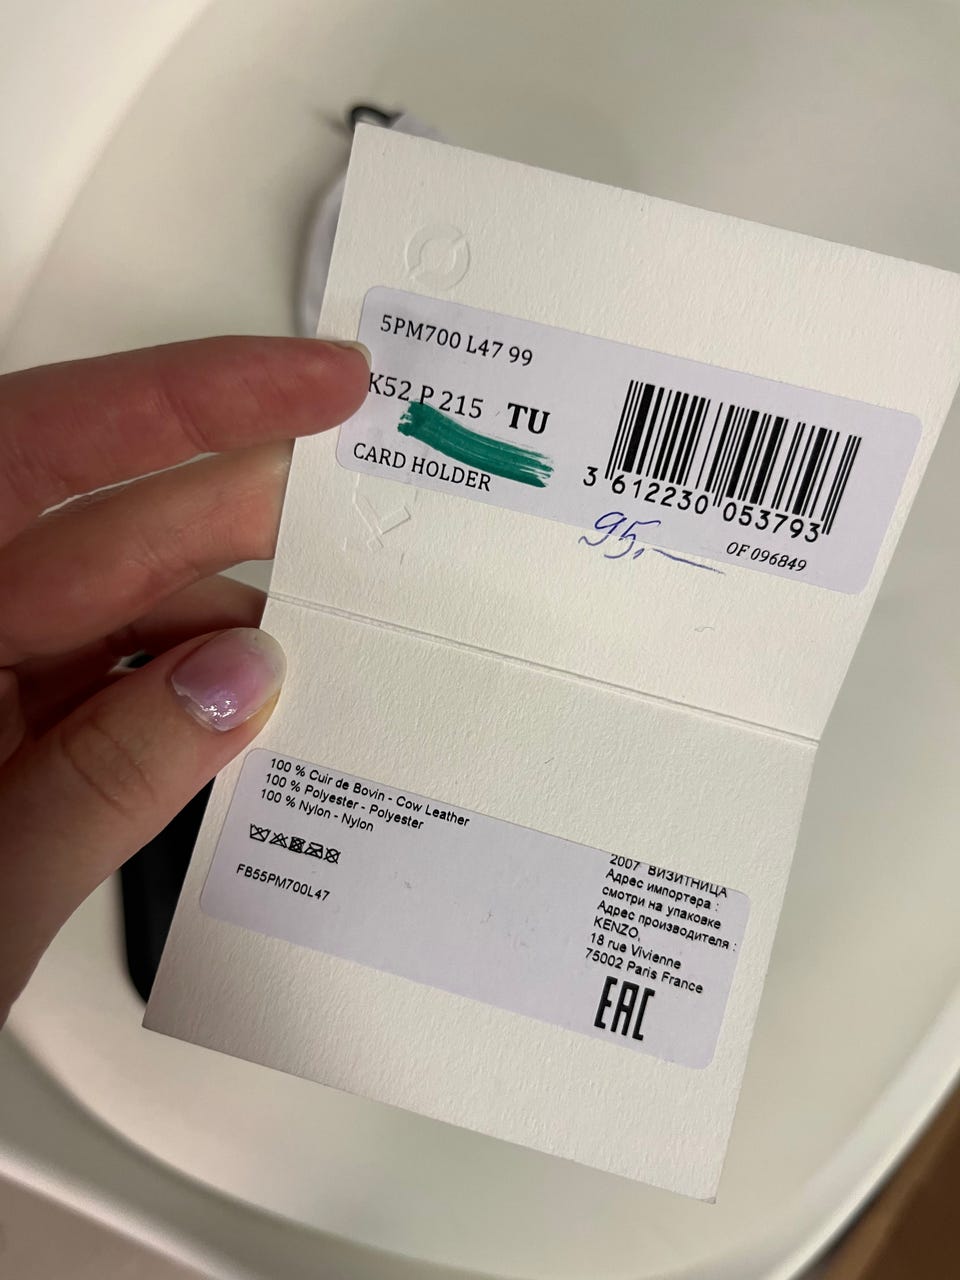 5PM700 L47 99
K52 P 215 TU
CARD HOLDER
3 612230 053793
95,-
OF 096849
100 % Cuir de Bovin - Cow Leather
100 % Polyester - Polyester
100 % Nylon - Nylon
FB55PM700L47
2007 ВИЗИТНИЦА
Адрес импортера :
смотри на упаковке
Адрес производителя :
KENZO,
18 rue Vivienne
75002 Paris France
EAC